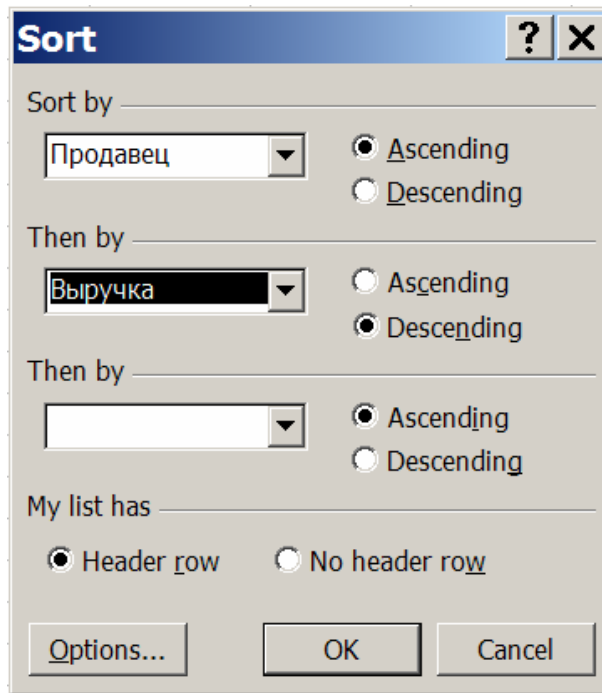 Sort
Sort by
Продавец
Ascending
Descending
Then by
Выручка
Ascending
Descending
Then by
Ascending
Descending
My list has
Header row
No header row
Options...
OK
Cancel